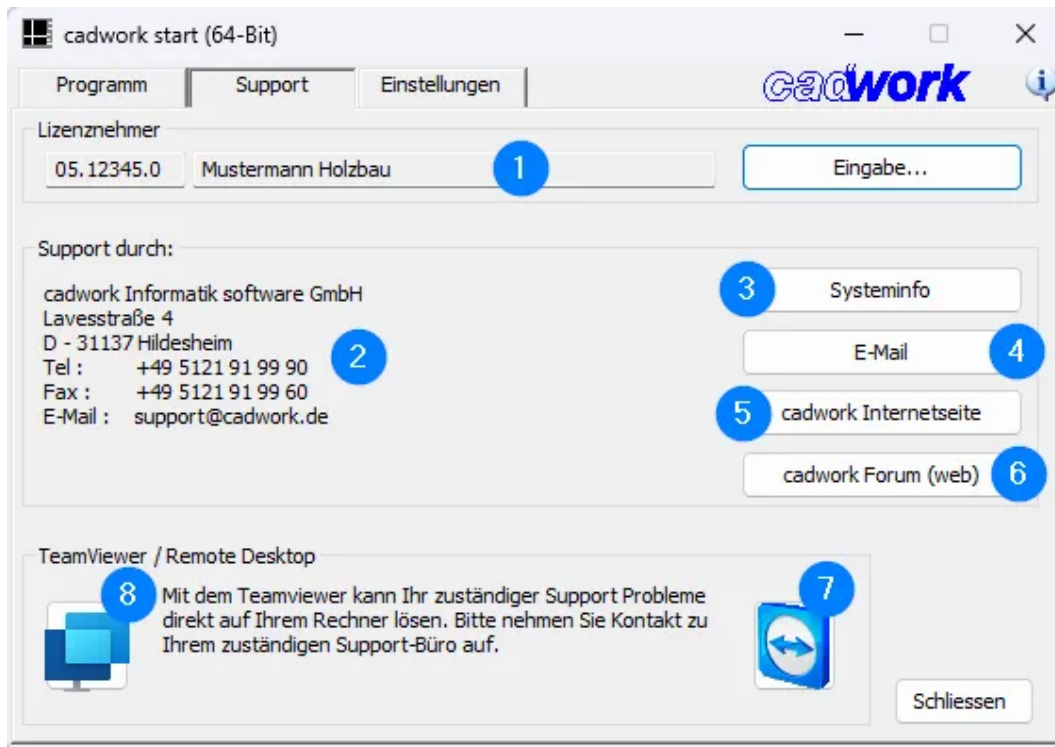 cadwork start (64-Bit)
Programm Support Einstellungen cadwork
Lizenznehmer
05.12345.0 Mustermann Holzbau 1 Eingabe...
Support durch:
cadwork Informatik software GmbH
Lavesstraße 4
D - 31137 Hildesheim
Tel : +49 5121 91 99 90
Fax : +49 5121 91 99 60
E-Mail : support@cadwork.de
2
3 Systeminfo
E-Mail 4
5 cadwork Internetseite
cadwork Forum (web) 6
TeamViewer / Remote Desktop
8
Mit dem Teamviewer kann Ihr zuständiger Support Probleme
direkt auf Ihrem Rechner lösen. Bitte nehmen Sie Kontakt zu
Ihrem zuständigen Support-Büro auf.
7
Schliessen